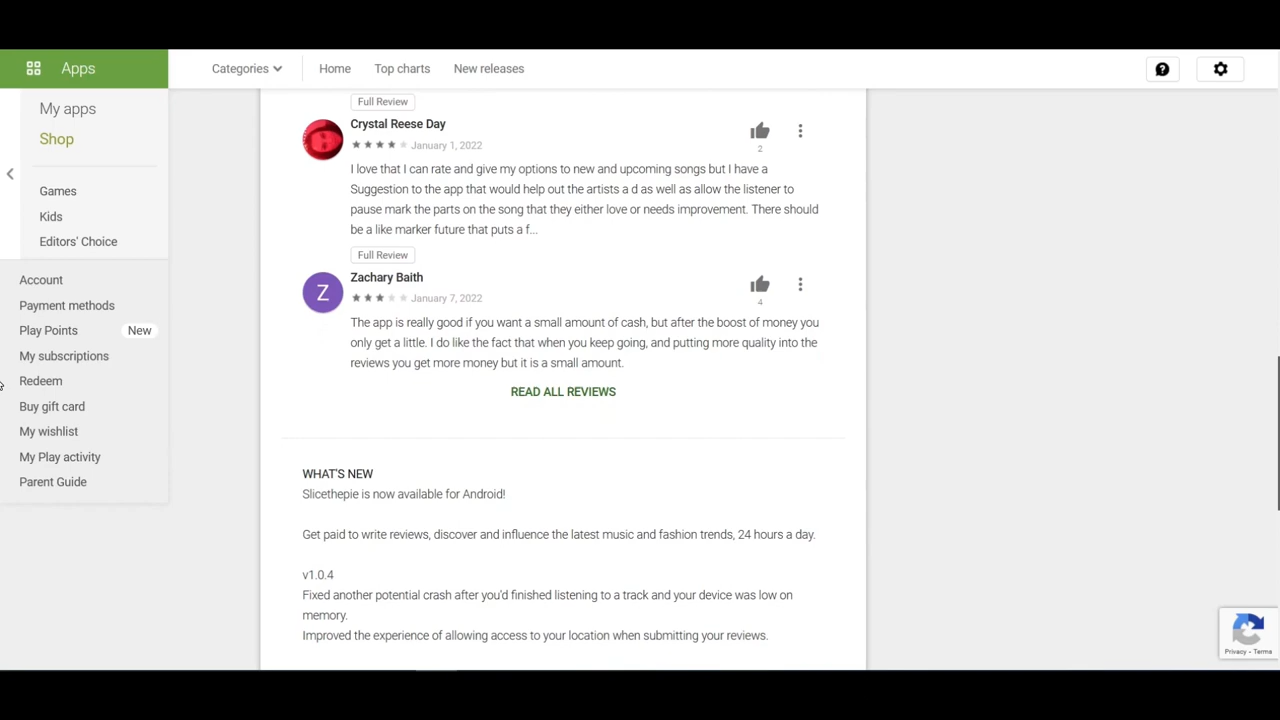 Apps
Categories
Home
Top charts
New releases
My apps
Shop
Games
Kids
Editors' Choice
Account
Payment methods
Play Points
New
My subscriptions
Redeem
Buy gift card
My wishlist
My Play activity
Parent Guide
Full Review
Crystal Reese Day
January 1, 2022
2
I love that I can rate and give my options to new and upcoming songs but I have a
Suggestion to the app that would help out the artists a d as well as allow the listener to
pause mark the parts on the song that they either love or needs improvement. There should
be a like marker future that puts a f...
Full Review
Z
Zachary Baith
January 7, 2022
4
The app is really good if you want a small amount of cash, but after the boost of money you
only get a little. I do like the fact that when you keep going, and putting more quality into the
reviews you get more money but it is a small amount.
READ ALL REVIEWS
WHAT'S NEW
Slicethepie is now available for Android!
Get paid to write reviews, discover and influence the latest music and fashion trends, 24 hours a day.
v1.0.4
Fixed another potential crash after you'd finished listening to a track and your device was low on
memory.
Improved the experience of allowing access to your location when submitting your reviews.
Privacy - Terms